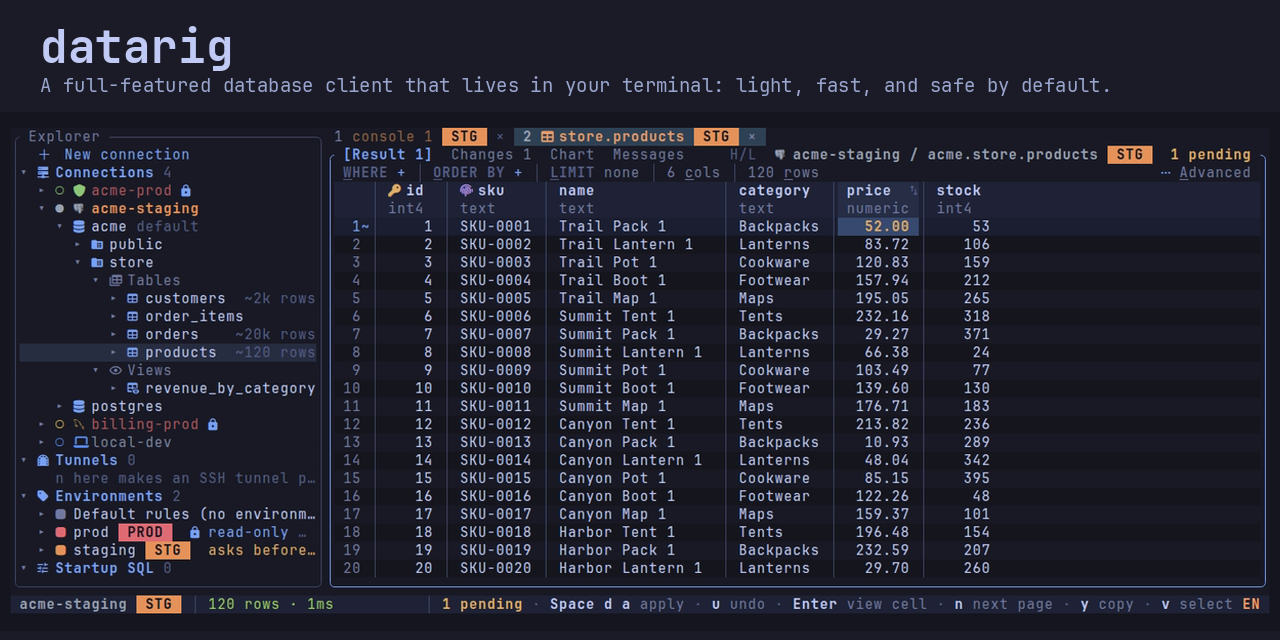 datarig
A full-featured database client that lives in your terminal: light, fast, and safe by default.
Explorer
+ New connection
Connections 4
acme-prod
acme-staging
acme default
public
store
Tables
customers ~2k rows
order_items
orders ~20k rows
products ~120 rows
Views
revenue_by_category
postgres
billing-prod
local-dev
Tunnels 0
n here makes an SSH tunnel p…
Environments 2
Default rules (no environm…
prod PROD read-only …
staging STG asks before…
Startup SQL 0
1 console 1 STG × 2 store.products STG ×
[Result 1] Changes 1 Chart Messages H/L acme-staging / acme.store.products STG 1 pending
WHERE + ORDER BY + LIMIT none 6 cols 120 rows ⋯ Advanced
id sku name category price stock
int4 text text text numeric int4
1~ 1 SKU-0001 Trail Pack 1 Backpacks 52.00 53
2 2 SKU-0002 Trail Lantern 1 Lanterns 83.72 106
3 3 SKU-0003 Trail Pot 1 Cookware 120.83 159
4 4 SKU-0004 Trail Boot 1 Footwear 157.94 212
5 5 SKU-0005 Trail Map 1 Maps 195.05 265
6 6 SKU-0006 Summit Tent 1 Tents 232.16 318
7 7 SKU-0007 Summit Pack 1 Backpacks 29.27 371
8 8 SKU-0008 Summit Lantern 1 Lanterns 66.38 24
9 9 SKU-0009 Summit Pot 1 Cookware 103.49 77
10 10 SKU-0010 Summit Boot 1 Footwear 139.60 130
11 11 SKU-0011 Summit Map 1 Maps 176.71 183
12 12 SKU-0012 Canyon Tent 1 Tents 213.82 236
13 13 SKU-0013 Canyon Pack 1 Backpacks 10.93 289
14 14 SKU-0014 Canyon Lantern 1 Lanterns 48.04 342
15 15 SKU-0015 Canyon Pot 1 Cookware 85.15 395
16 16 SKU-0016 Canyon Boot 1 Footwear 122.26 48
17 17 SKU-0017 Canyon Map 1 Maps 159.37 101
18 18 SKU-0018 Harbor Tent 1 Tents 196.48 154
19 19 SKU-0019 Harbor Pack 1 Backpacks 232.59 207
20 20 SKU-0020 Harbor Lantern 1 Lanterns 29.70 260
acme-staging STG 120 rows · 1ms 1 pending · Space d a apply · u undo · Enter view cell · n next page · y copy · v select EN